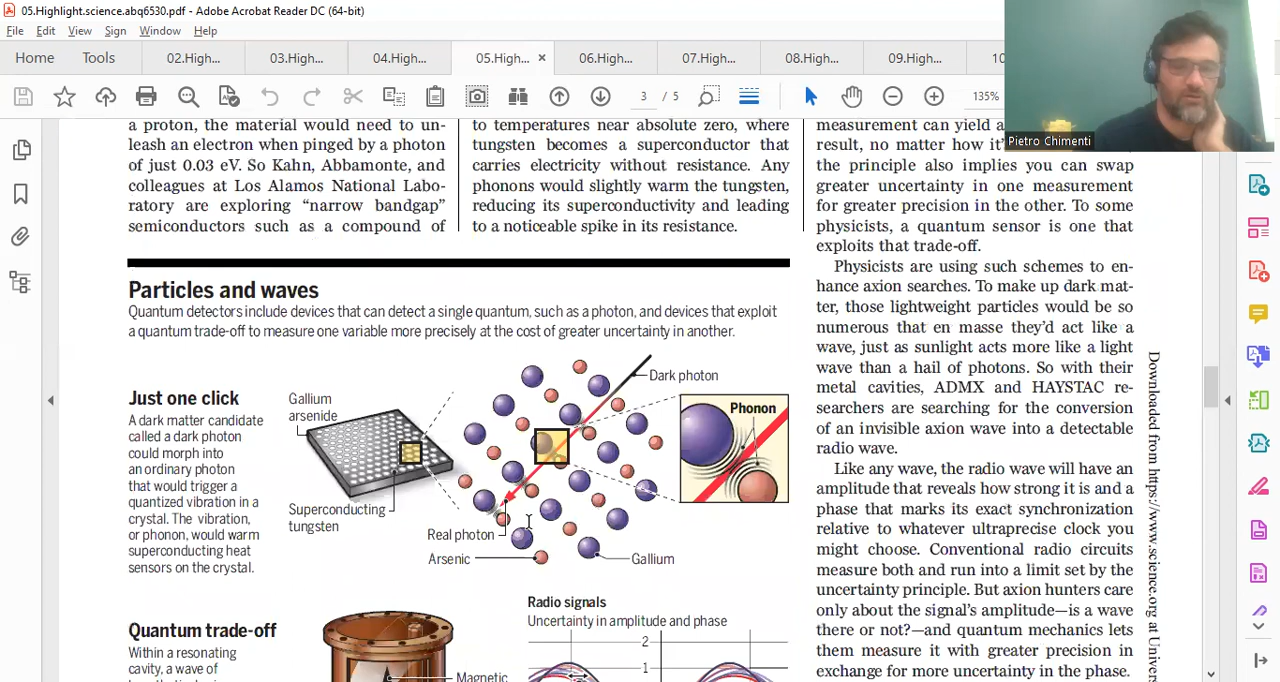 05.Highlight.science.abq6530.pdf - Adobe Acrobat Reader DC (64-bit)
File Edit View Sign Window Help
Home Tools 02.High... 03.High... 04.High... 05.High... 06.High... 07.High... 08.High... 09.High... 10
3 / 5 135%
Pietro Chimenti
a proton, the material would need to un-
leash an electron when pinged by a photon
of just 0.03 eV. So Kahn, Abbamonte, and
colleagues at Los Alamos National Labo-
ratory are exploring “narrow bandgap”
semiconductors such as a compound of
to temperatures near absolute zero, where
tungsten becomes a superconductor that
carries electricity without resistance. Any
phonons would slightly warm the tungsten,
reducing its superconductivity and leading
to a noticeable spike in its resistance.
measurement can yield a
result, no matter how it’
the principle also implies you can swap
greater uncertainty in one measurement
for greater precision in the other. To some
physicists, a quantum sensor is one that
exploits that trade-off.
Physicists are using such schemes to en-
hance axion searches. To make up dark mat-
ter, those lightweight particles would be so
numerous that en masse they’d act like a
wave, just as sunlight acts more like a light
wave than a hail of photons. So with their
metal cavities, ADMX and HAYSTAC re-
searchers are searching for the conversion
of an invisible axion wave into a detectable
radio wave.
Like any wave, the radio wave will have an
amplitude that reveals how strong it is and a
phase that marks its exact synchronization
relative to whatever ultraprecise clock you
might choose. Conventional radio circuits
measure both and run into a limit set by the
uncertainty principle. But axion hunters care
only about the signal’s amplitude—is a wave
there or not?—and quantum mechanics lets
them measure it with greater precision in
exchange for more uncertainty in the phase.
Particles and waves
Quantum detectors include devices that can detect a single quantum, such as a photon, and devices that exploit
a quantum trade-off to measure one variable more precisely at the cost of greater uncertainty in another.
Just one click
A dark matter candidate
called a dark photon
could morph into
an ordinary photon
that would trigger a
quantized vibration in a
crystal. The vibration,
or phonon, would warm
superconducting heat
sensors on the crystal.
Gallium
arsenide
Superconducting
tungsten
Dark photon
Phonon
Real photon
Arsenic
Gallium
Quantum trade-off
Within a resonating
cavity, a wave of
Magnetic
Radio signals
Uncertainty in amplitude and phase
2
1
Downloaded from https://www.science.org at Univers